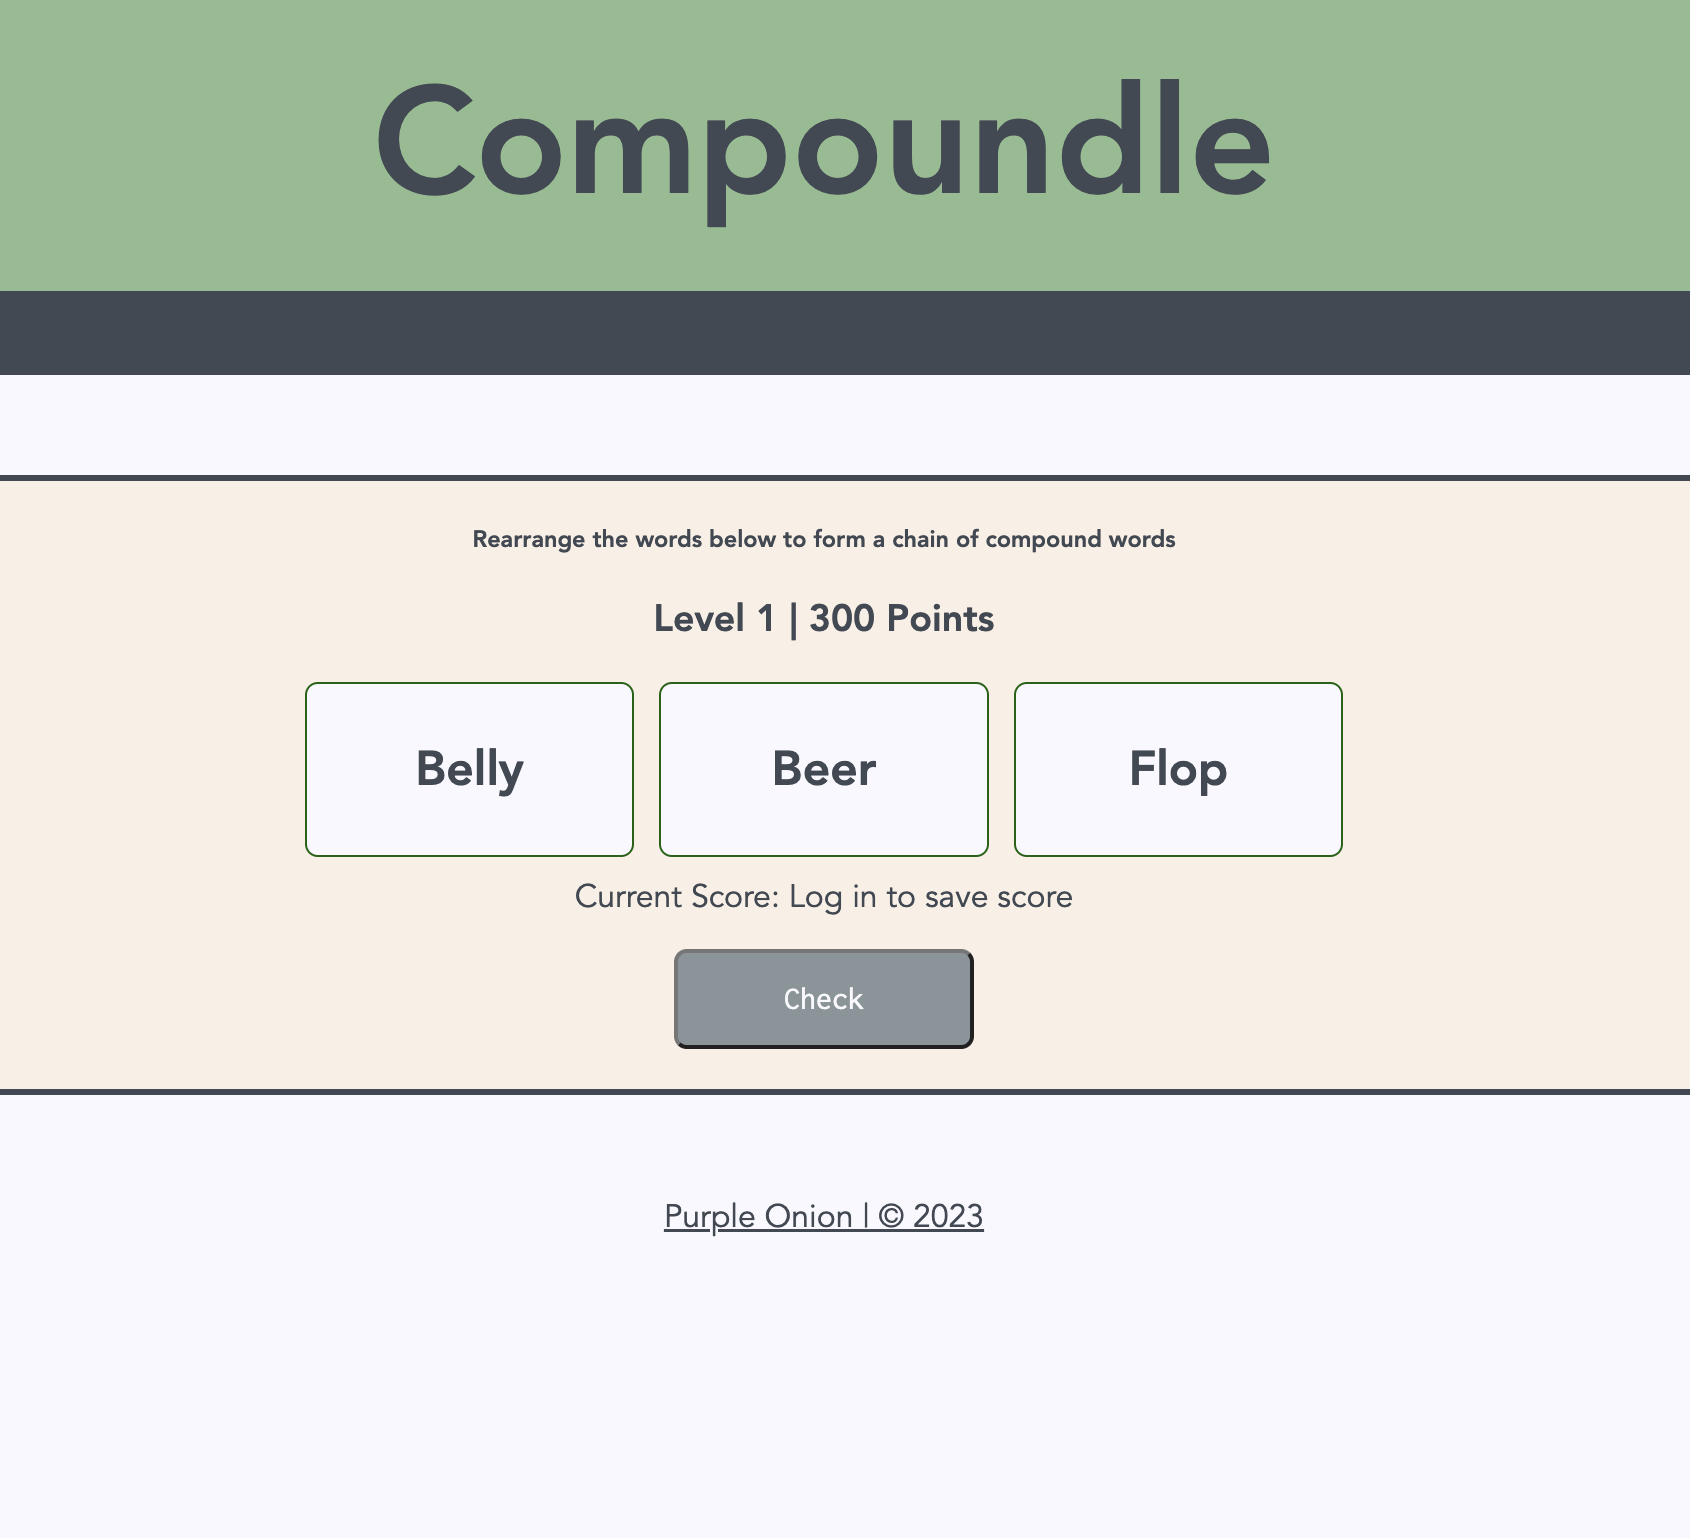 Compoundle
Rearrange the words below to form a chain of compound words
Level 1 | 300 Points
Belly Beer Flop
Current Score: Log in to save score
Check
Purple Onion | © 2023